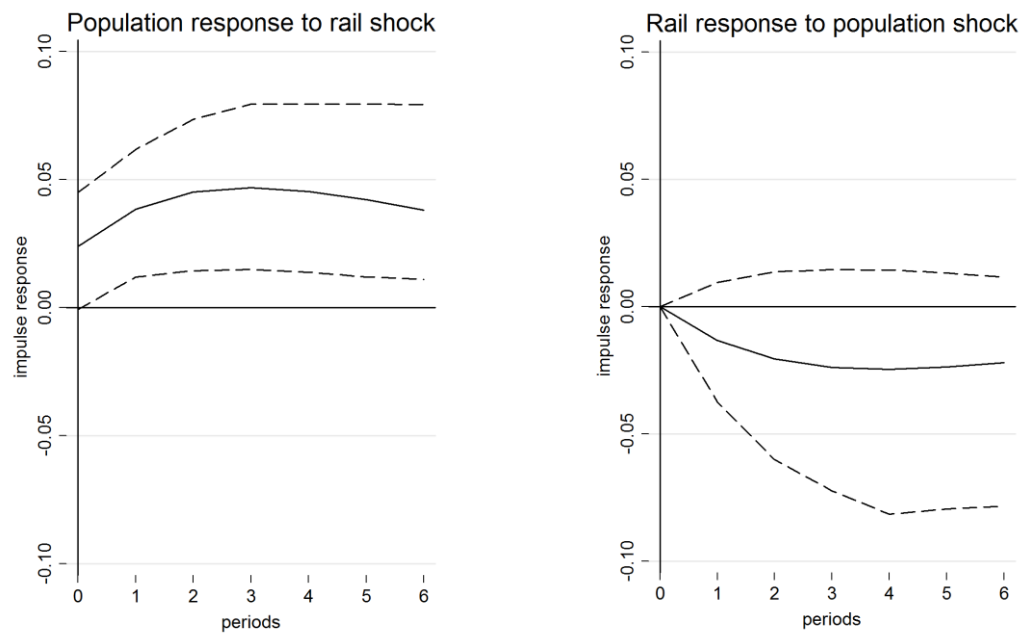 Population response to rail shock
0.10
0.05
0.00
-0.05
-0.10
impulse response
0 1 2 3 4 5 6
periods
Rail response to population shock
0.10
0.05
0.00
-0.05
-0.10
impulse response
0 1 2 3 4 5 6
periods